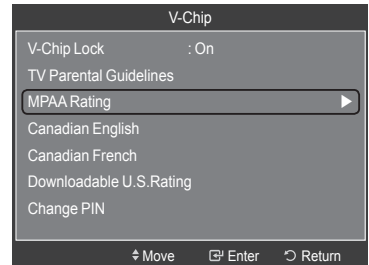 V-Chip
V-Chip Lock : On
TV Parental Guidelines
MPAA Rating
Canadian English
Canadian French
Downloadable U.S.Rating
Change PIN
Move Enter Return